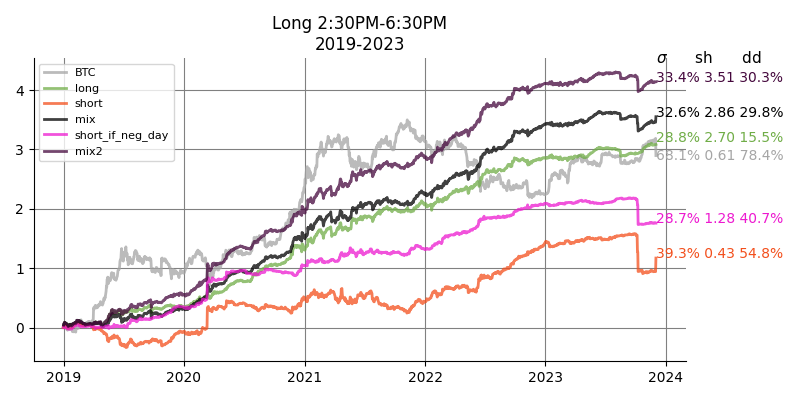 Long 2:30PM-6:30PM
2019-2023
σ sh dd
BTC
long
short
mix
short_if_neg_day
mix2
33.4% 3.51 30.3%
32.6% 2.86 29.8%
28.8% 2.70 15.5%
68.1% 0.61 78.4%
28.7% 1.28 40.7%
39.3% 0.43 54.8%
4
3
2
1
0
2019 2020 2021 2022 2023 2024